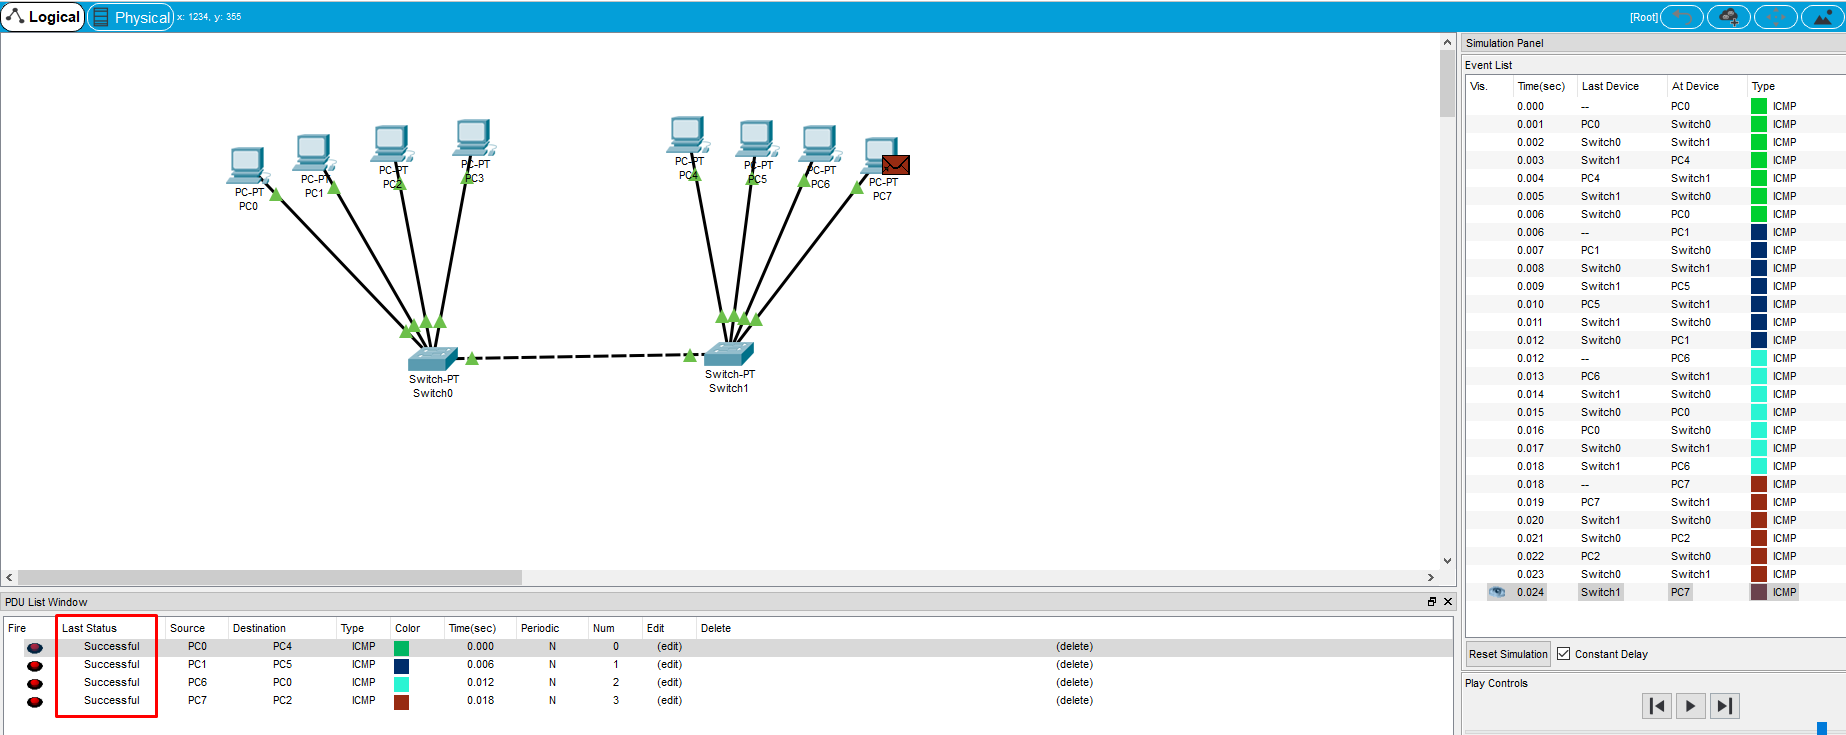 Logical Physical x: 1234, y: 355 [Root]
PC-PT
PC0
PC-PT
PC1
PC-PT
PC2
PC-PT
PC3
PC-PT
PC4
PC-PT
PC5
PC-PT
PC6
PC-PT
PC7
Switch-PT
Switch0
Switch-PT
Switch1
Simulation Panel
Event List
Vis. Time(sec) Last Device At Device Type
0.000 -- PC0 ICMP
0.001 PC0 Switch0 ICMP
0.002 Switch0 Switch1 ICMP
0.003 Switch1 PC4 ICMP
0.004 PC4 Switch1 ICMP
0.005 Switch1 Switch0 ICMP
0.006 Switch0 PC0 ICMP
0.006 -- PC1 ICMP
0.007 PC1 Switch0 ICMP
0.008 Switch0 Switch1 ICMP
0.009 Switch1 PC5 ICMP
0.010 PC5 Switch1 ICMP
0.011 Switch1 Switch0 ICMP
0.012 Switch0 PC1 ICMP
0.012 -- PC6 ICMP
0.013 PC6 Switch1 ICMP
0.014 Switch1 Switch0 ICMP
0.015 Switch0 PC0 ICMP
0.016 PC0 Switch0 ICMP
0.017 Switch0 Switch1 ICMP
0.018 Switch1 PC6 ICMP
0.018 -- PC7 ICMP
0.019 PC7 Switch1 ICMP
0.020 Switch1 Switch0 ICMP
0.021 Switch0 PC2 ICMP
0.022 PC2 Switch0 ICMP
0.023 Switch0 Switch1 ICMP
0.024 Switch1 PC7 ICMP
Reset Simulation Constant Delay
Play Controls
PDU List Window
Fire Last Status Source Destination Type Color Time(sec) Periodic Num Edit Delete
Successful PC0 PC4 ICMP 0.000 N 0 (edit) (delete)
Successful PC1 PC5 ICMP 0.006 N 1 (edit) (delete)
Successful PC6 PC0 ICMP 0.012 N 2 (edit) (delete)
Successful PC7 PC2 ICMP 0.018 N 3 (edit) (delete)